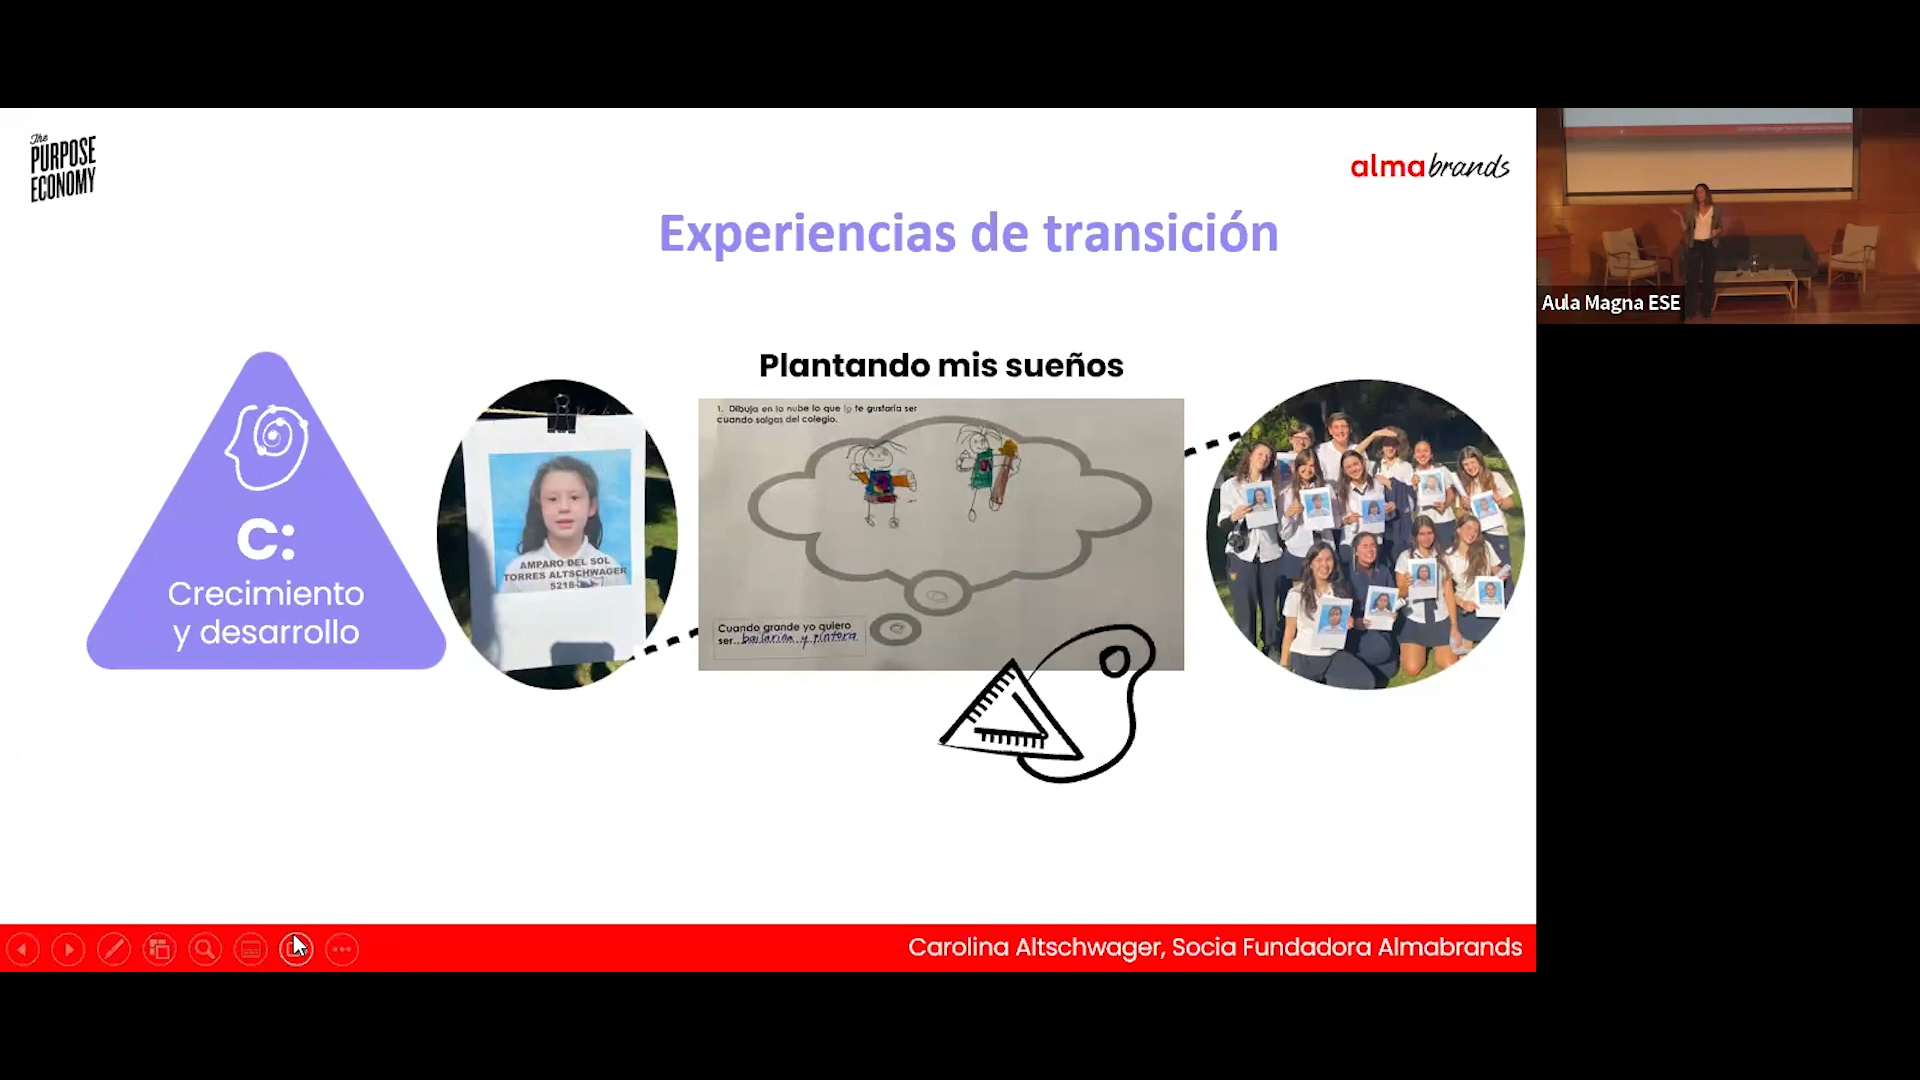 The
PURPOSE
ECONOMY
almabrands
Experiencias de transición
Aula Magna ESE
Plantando mis sueños
C:
Crecimiento
y desarrollo
AMPARO DEL SOL
TORRES ALTSCHWAGER
5218
1. Dibuja en la nube lo que lo te gustaría ser
cuando salgas del colegio.
Cuando grande yo quiero
ser...bailarina y pintora
Carolina Altschwager, Socia Fundadora Almabrands